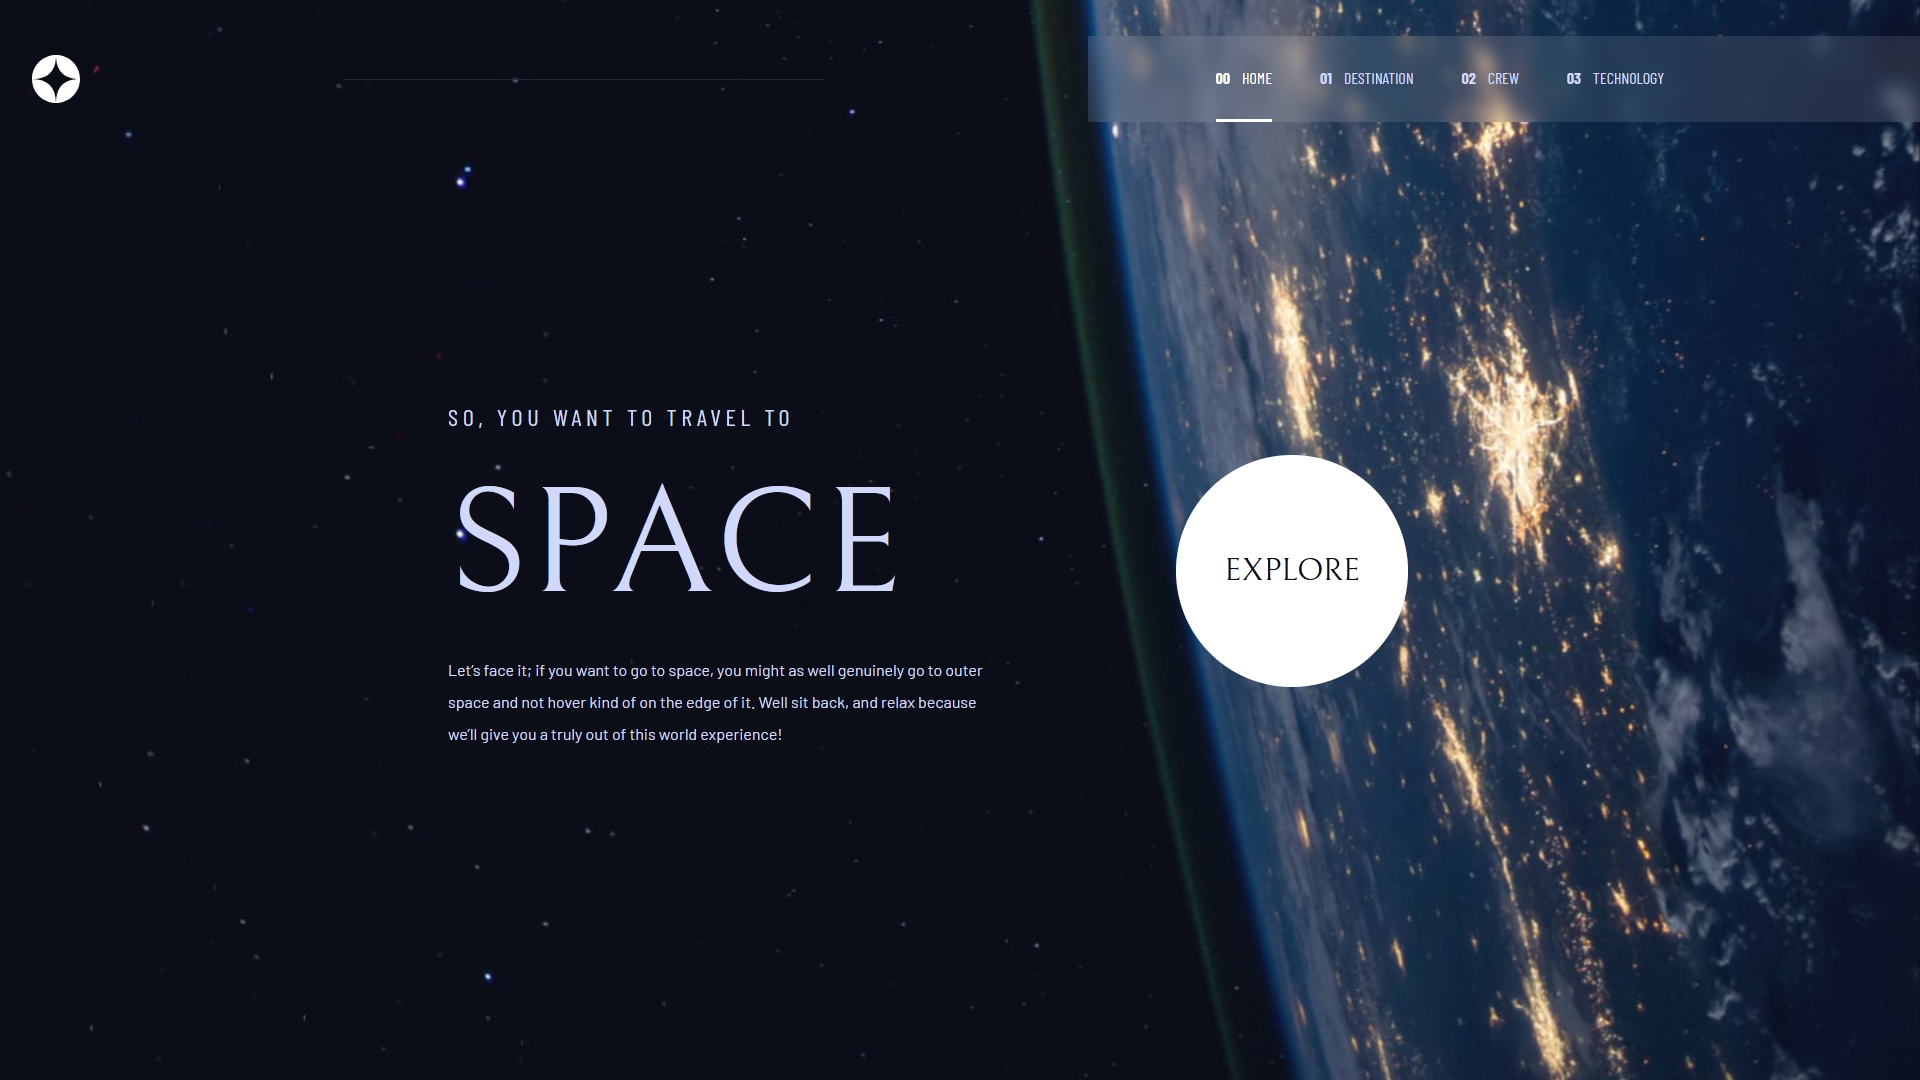 00 HOME 01 DESTINATION 02 CREW 03 TECHNOLOGY
SO, YOU WANT TO TRAVEL TO
SPACE
EXPLORE
Let’s face it; if you want to go to space, you might as well genuinely go to outer
space and not hover kind of on the edge of it. Well sit back, and relax because
we’ll give you a truly out of this world experience!